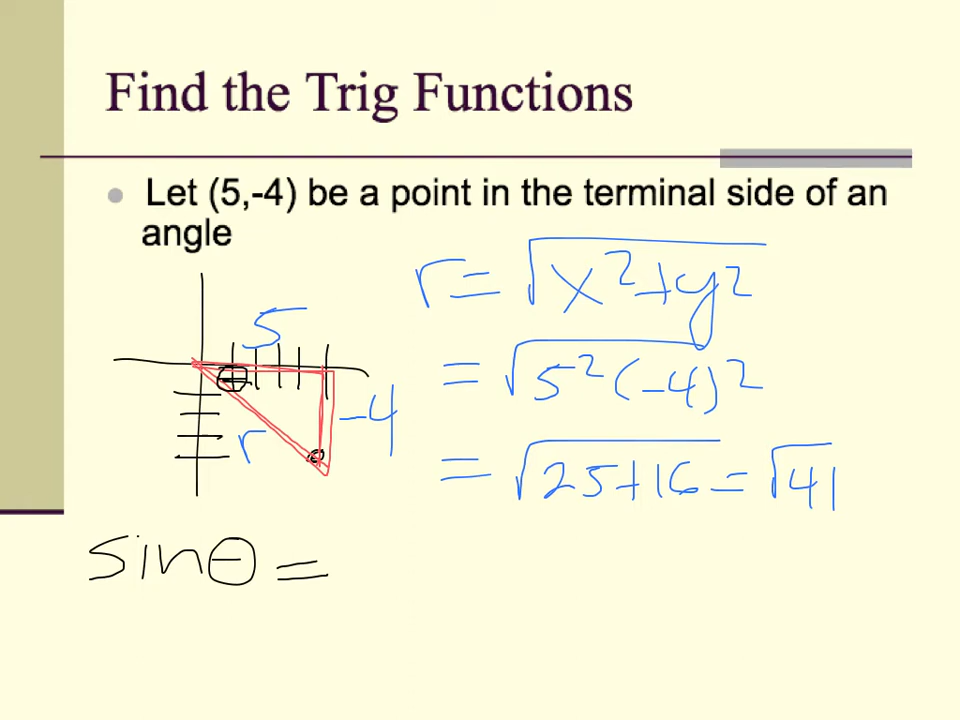 Find the Trig Functions
Let (5,-4) be a point in the terminal side of an
angle
r = √x²+y²
5
= √5² (-4)²
-4
r
θ
= √25+16 = √41
sinθ =